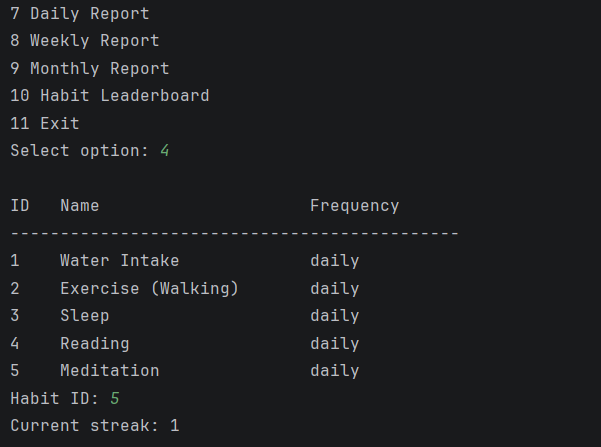 7 Daily Report
8 Weekly Report
9 Monthly Report
10 Habit Leaderboard
11 Exit
Select option: 4
ID   Name                     Frequency
---------------------------------------------
1    Water Intake             daily
2    Exercise (Walking)       daily
3    Sleep                    daily
4    Reading                  daily
5    Meditation               daily
Habit ID: 5
Current streak: 1